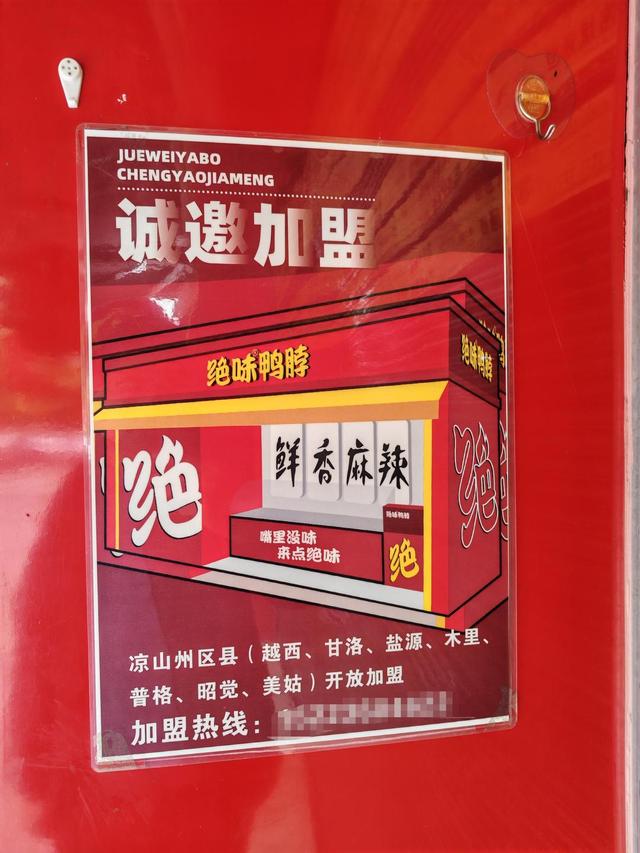 JUEWEIYABO
CHENGYAOJIAMENG
诚邀加盟
绝味鸭脖
绝味鸭脖
绝
鲜香麻辣
绝
嘴里没味
来点绝味
绝味鸭脖
绝
凉山州区县（越西、甘洛、盐源、木里、
普格、昭觉、美姑）开放加盟
加盟热线：